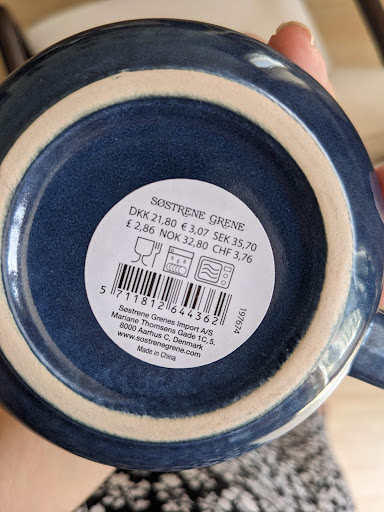 SØSTRENE GRENE
DKK 21,80 € 3,07 SEK 35,70
£ 2,86 NOK 32,80 CHF 3,76
5 711812 644362
197674
Søstrene Grenes Import A/S
Mariane Thomsens Gade 1C, 5.
8000 Aarhus C, Denmark
www.sostrenegrene.com
Made in China